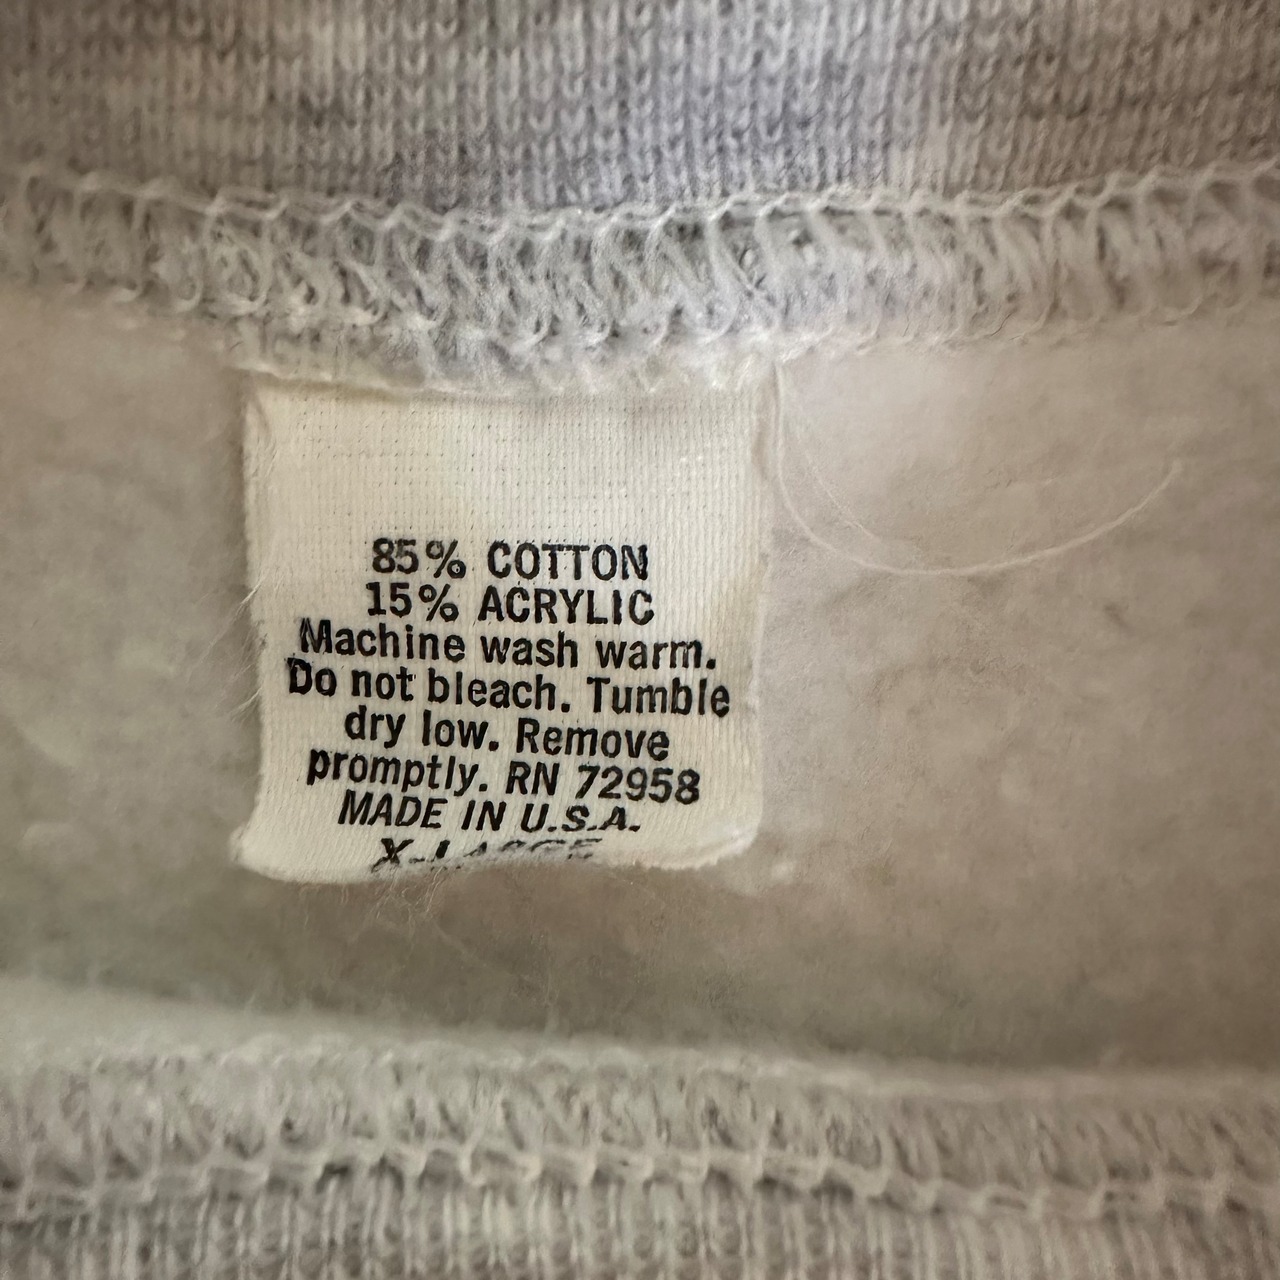 85% COTTON
15% ACRYLIC
Machine wash warm.
Do not bleach. Tumble
dry low. Remove
promptly. RN 72958
MADE IN U.S.A.
X-LARGE